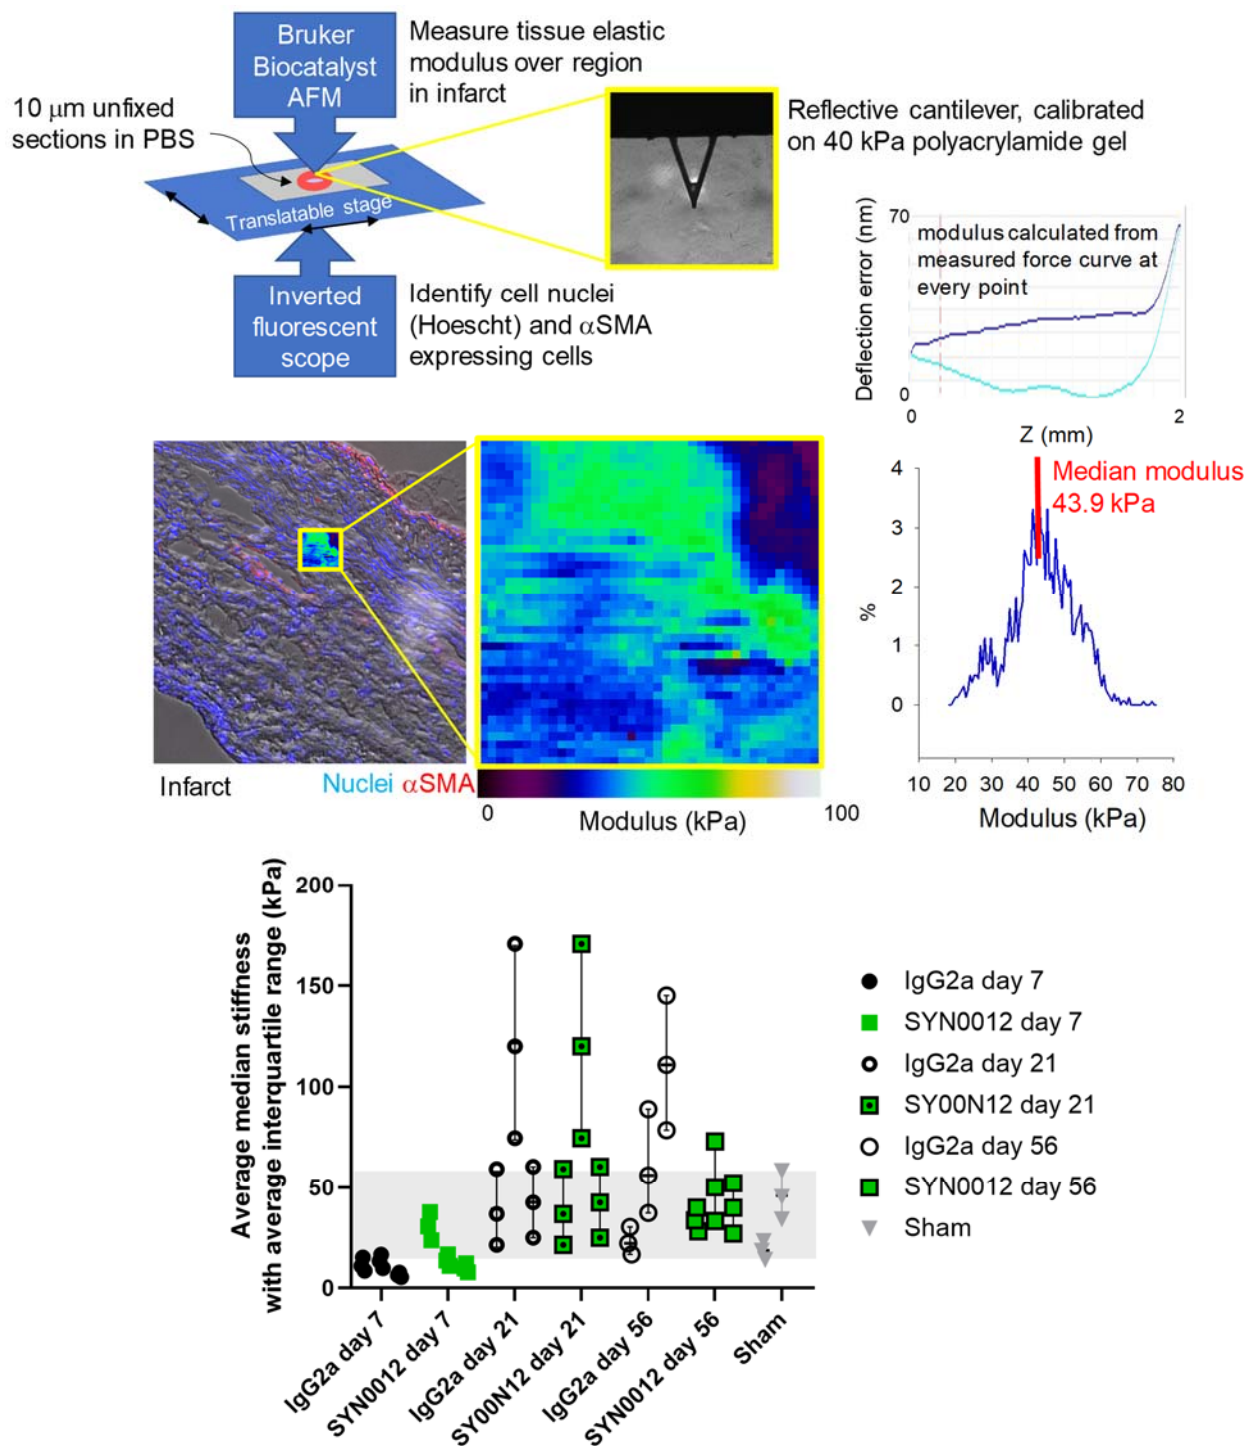 Bruker
Biocatalyst
AFM
Measure tissue elastic
modulus over region
in infarct
10 μm unfixed
sections in PBS
Reflective cantilever, calibrated
on 40 kPa polyacrylamide gel
Translatable stage
Inverted
fluorescent
scope
Identify cell nuclei
(Hoescht) and αSMA
expressing cells
Deflection error (nm)
70
modulus calculated from
measured force curve at
every point
0
0
2
Z (mm)
Infarct
Nuclei αSMA
0
100
Modulus (kPa)
%
4
3
2
1
0
Median modulus
43.9 kPa
10 20 30 40 50 60 70 80
Modulus (kPa)
Average median stiffness
with average interquartile range (kPa)
200
150
100
50
0
IgG2a day 7
SYN0012 day 7
IgG2a day 21
SY00N12 day 21
IgG2a day 56
SYN0012 day 56
Sham
IgG2a day 7
SYN0012 day 7
IgG2a day 21
SY00N12 day 21
IgG2a day 56
SYN0012 day 56
Sham